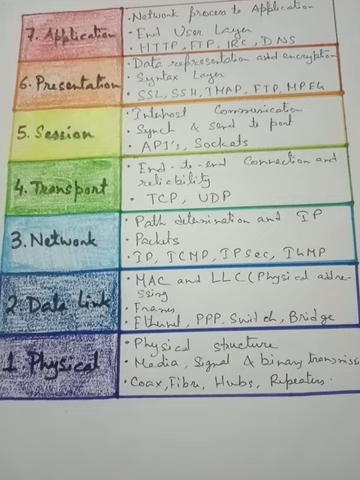 7. Application
• Network process to Application
• End User Layer
• HTTP, FTP, IRC, DNS
6. Presentation
• Data representation and encryption
• Syntax Layer
• SSL, SSH, IMAP, FTP, MPEG
5. Session
• Interhost Communication
• Synch & send to port
• API's, Sockets
4. Transport
• End-to-end Connection and
reliability
• TCP, UDP
3. Network
• Path determination and IP
• Packets
• IP, ICMP, IPSec, IGMP
2. Data Link
• MAC and LLC (Physical addre-
ssing
• Frames
• Ethernet, PPP, Switch, Bridge
1. Physical
• Physical structure
• Media, Signal & binary transmiss
• Coax, Fibre, Hubs, Repeaters.